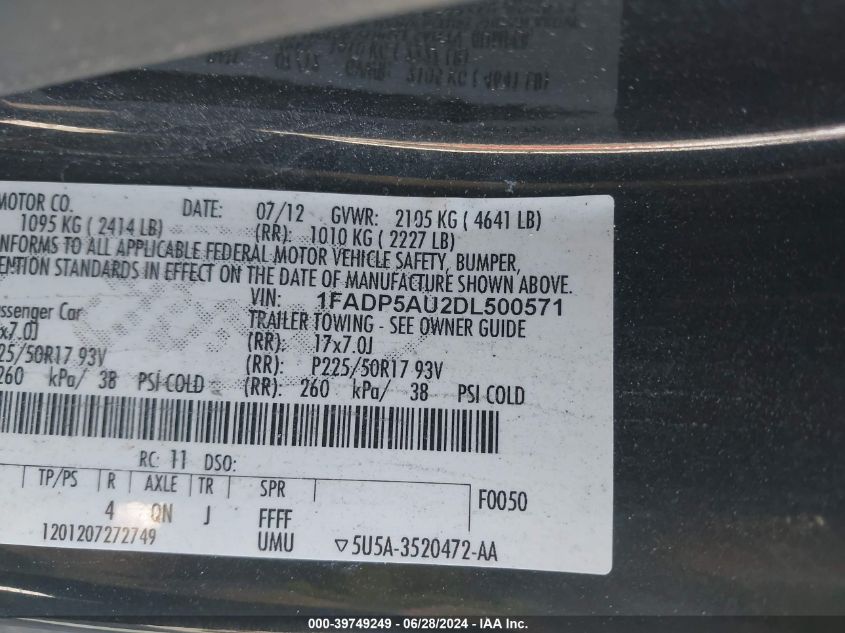 MOTOR CO. DATE: 07/12 GVWR: 2105 KG ( 4641 LB)
1095 KG ( 2414 LB) (RR): 1010 KG ( 2227 LB)
NFORMS TO ALL APPLICABLE FEDERAL MOTOR VEHICLE SAFETY, BUMPER,
ENTION STANDARDS IN EFFECT ON THE DATE OF MANUFACTURE SHOWN ABOVE.
VIN: 1FADP5AU2DL500571
assenger Car TRAILER TOWING - SEE OWNER GUIDE
x7.0J (RR): 17x7.0J
25/50R17 93V (RR): P225/50R17 93V
260 kPa/ 38 PSI COLD (RR): 260 kPa/ 38 PSI COLD
RC: 11 DSO:
TP/PS R AXLE TR SPR F0050
4 QN J FFFF
1201207272749 UMU ▽5U5A-3520472-AA
000-39749249 - 06/28/2024 - IAA Inc.